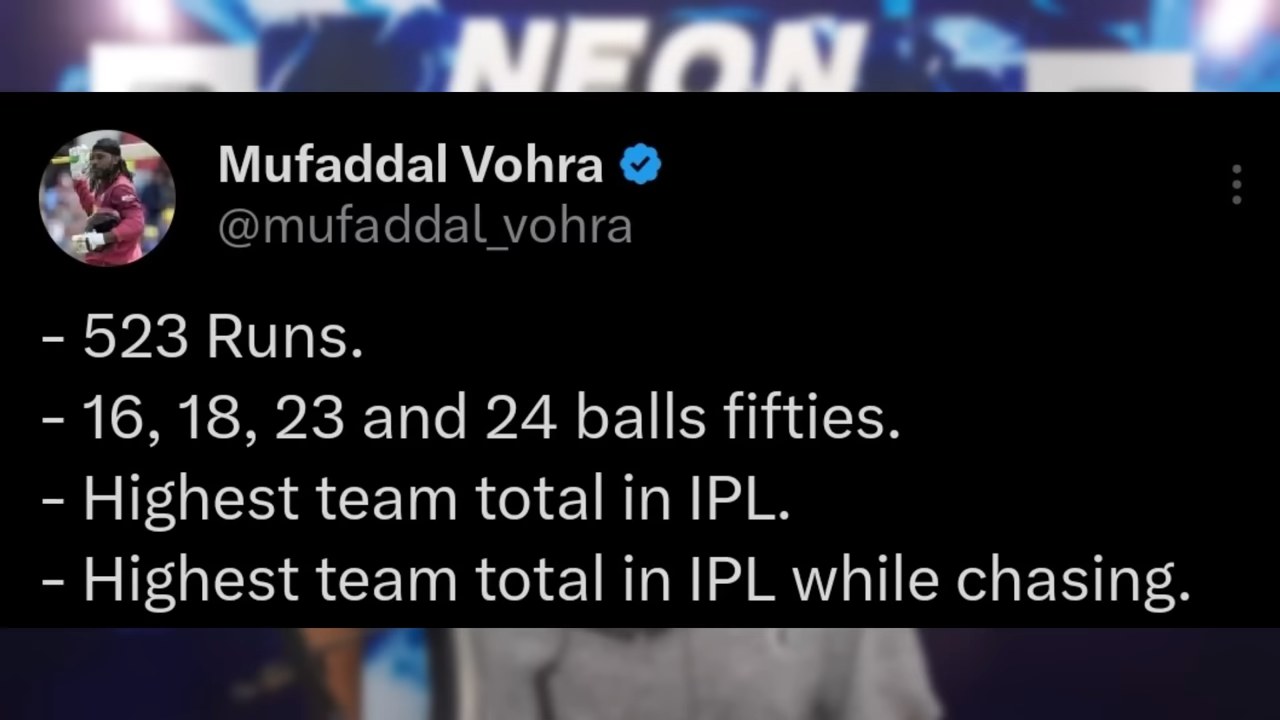 NEON
Mufaddal Vohra
@mufaddal_vohra
- 523 Runs.
- 16, 18, 23 and 24 balls fifties.
- Highest team total in IPL.
- Highest team total in IPL while chasing.